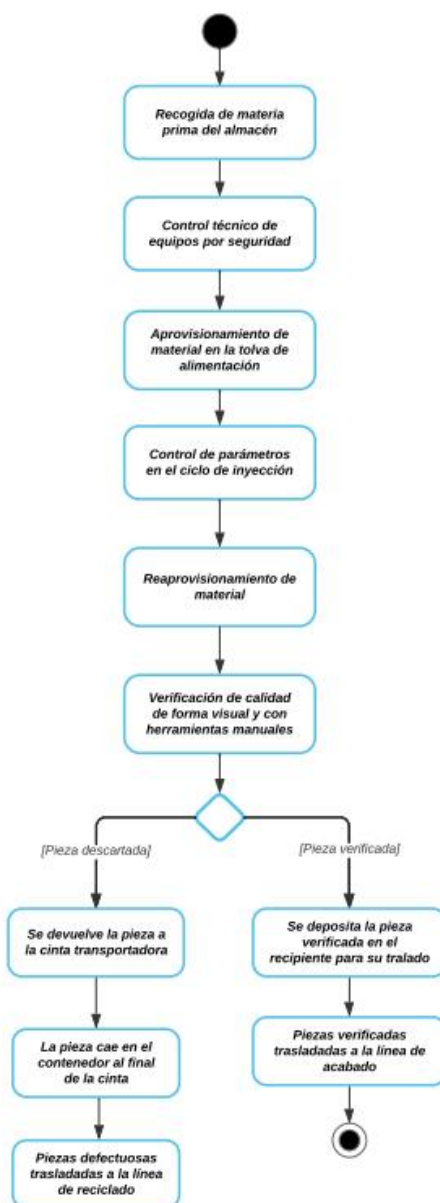 Recogida de materia
prima del almacén
Control técnico de
equipos por seguridad
Aprovisionamiento de
material en la tolva de
alimentación
Control de parámetros
en el ciclo de inyección
Reaprovisionamiento de
material
Verificación de calidad
de forma visual y con
herramientas manuales
[Pieza descartada]
[Pieza verificada]
Se devuelve la pieza a
la cinta transportadora
Se deposita la pieza
verificada en el
recipiente para su tralado
La pieza cae en el
contenedor al final
de la cinta
Piezas verificadas
trasladadas a la línea de
acabado
Piezas defectuosas
trasladadas a la línea
de reciclado